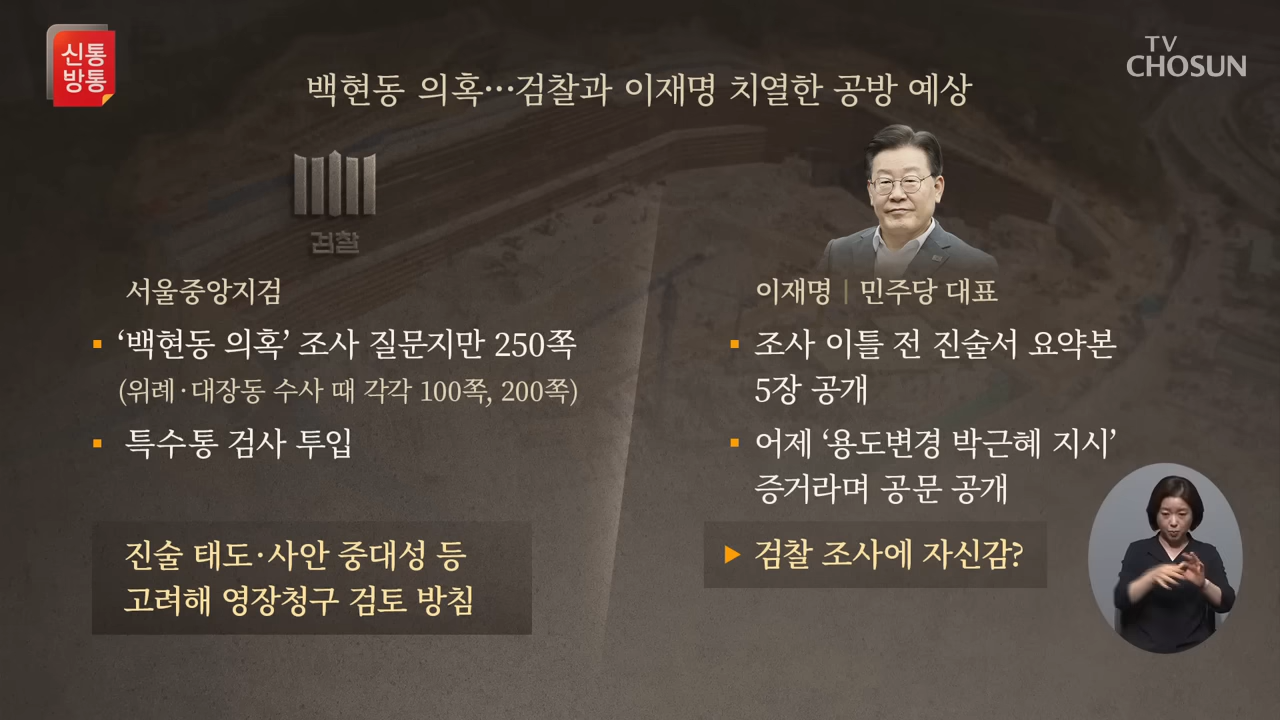 신통
방통
TV
CHOSUN
백현동 의혹…검찰과 이재명 치열한 공방 예상
검찰
서울중앙지검
▪ ‘백현동 의혹’ 조사 질문지만 250쪽
(위례·대장동 수사 때 각각 100쪽, 200쪽)
▪ 특수통 검사 투입
진술 태도·사안 중대성 등
고려해 영장청구 검토 방침
이재명 | 민주당 대표
▪ 조사 이틀 전 진술서 요약본
5장 공개
▪ 어제 ‘용도변경 박근혜 지시’
증거라며 공문 공개
▶ 검찰 조사에 자신감?